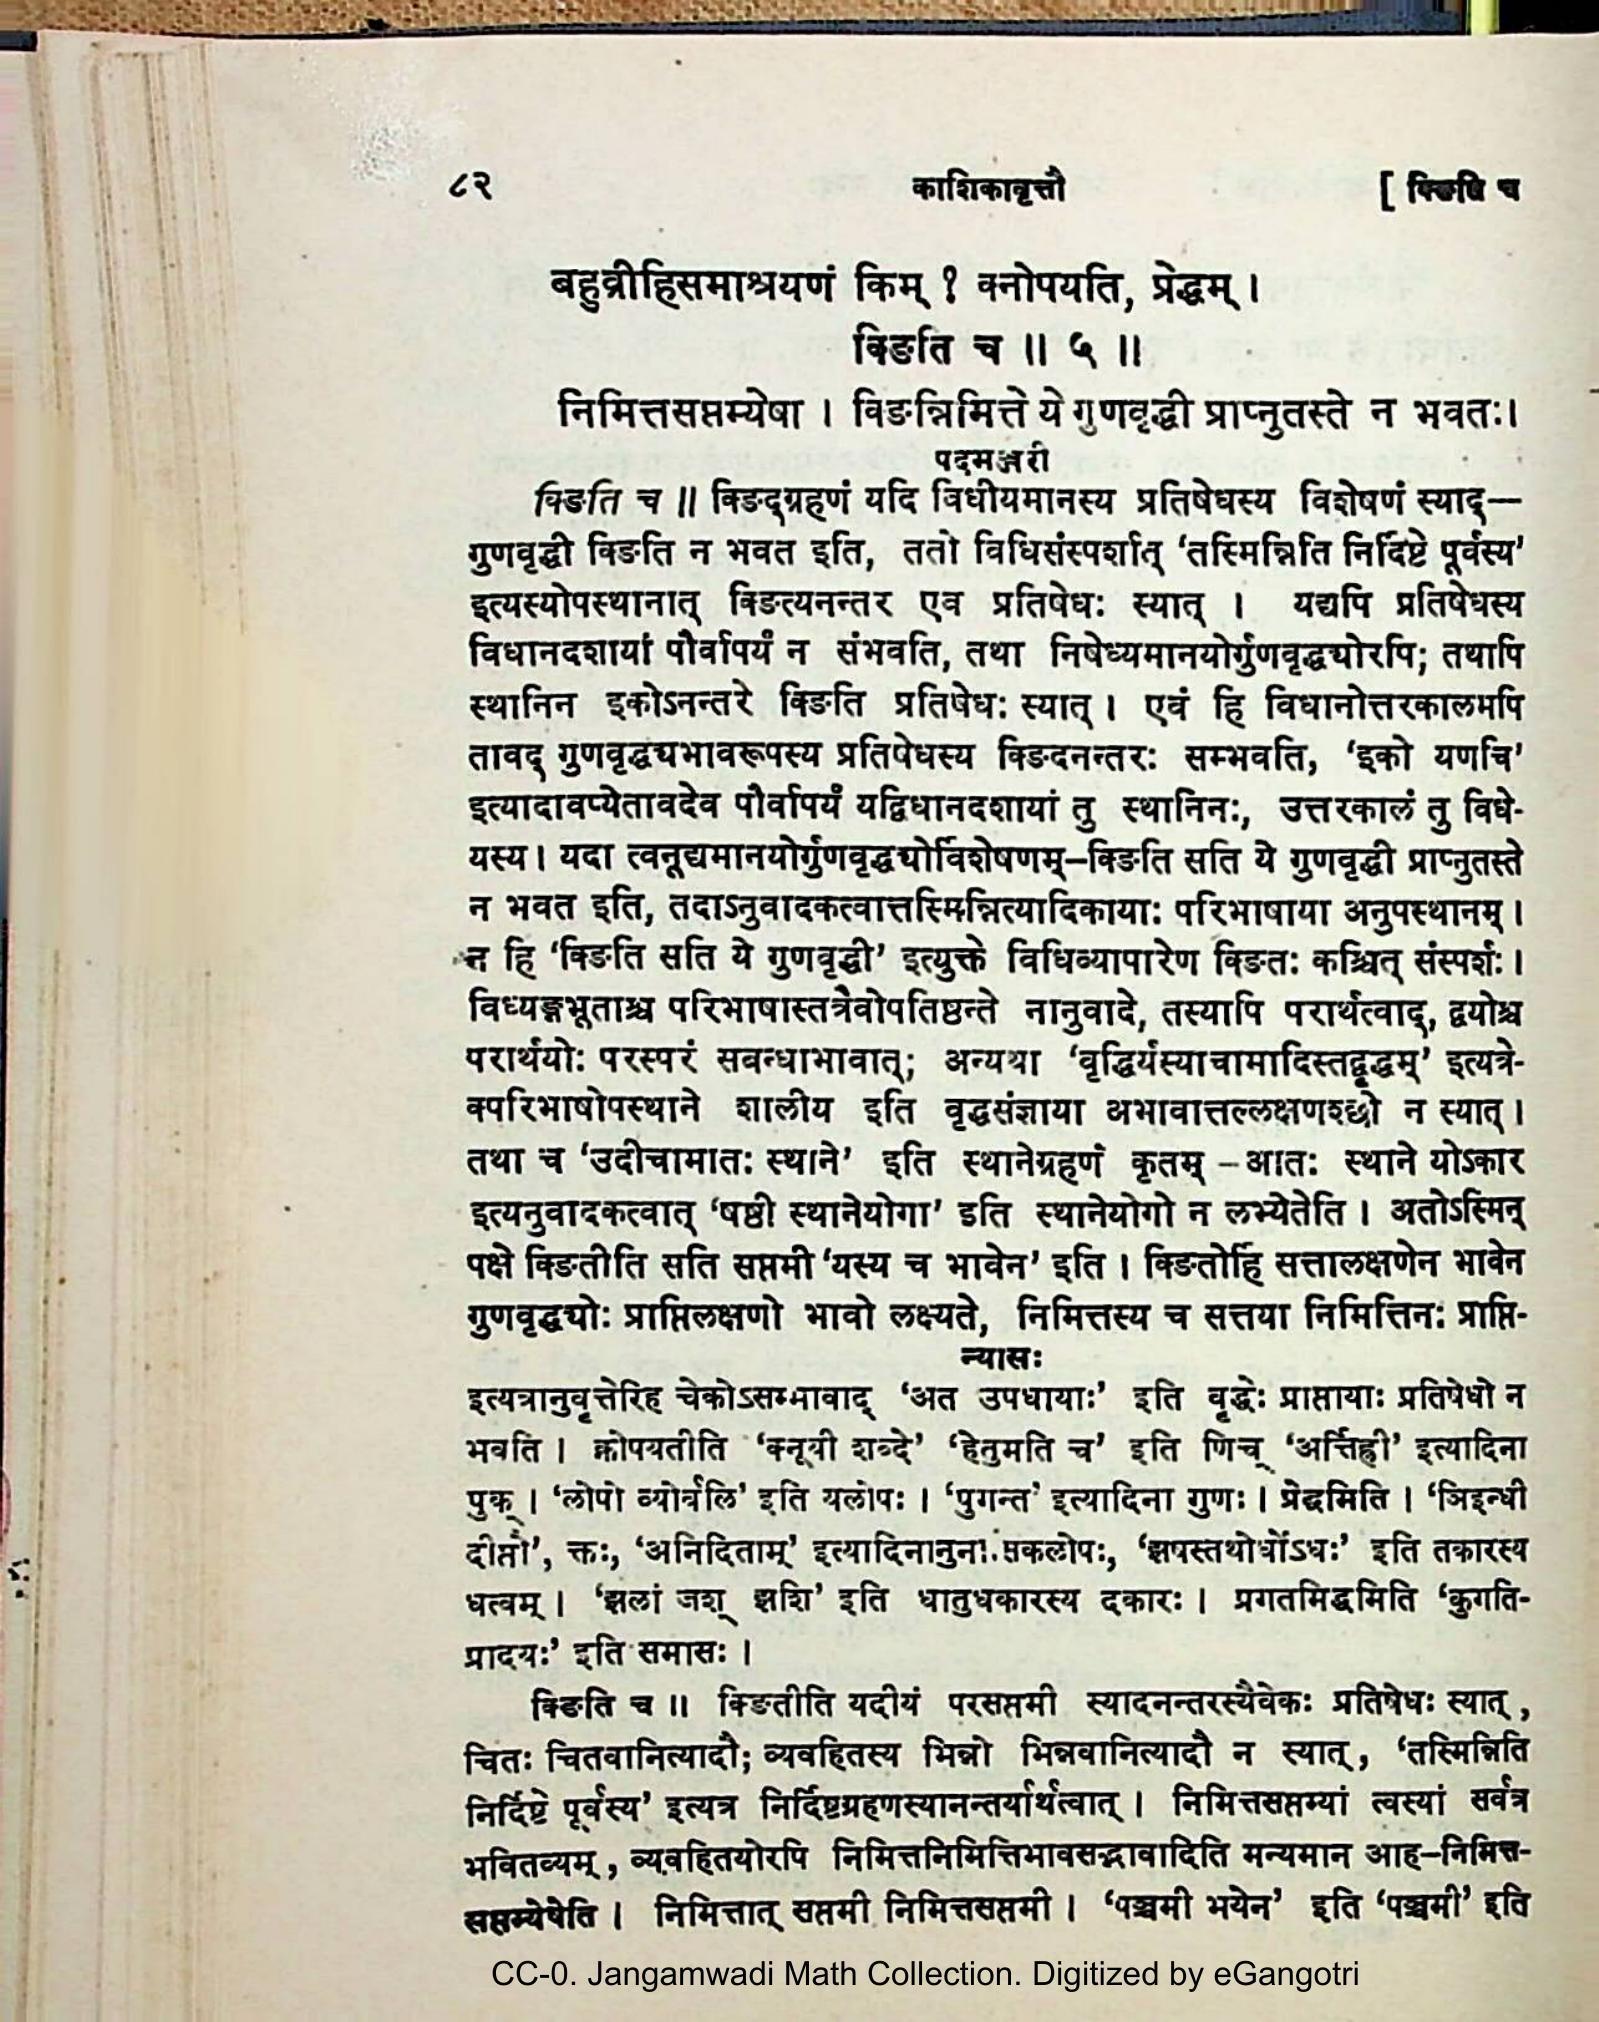 ८२ काशिकावृत्तौ [ क्ङिति च
बहुव्रीहिसमाश्रयणं किम् ? क्नोपयति, प्रेद्धम् ।
क्ङिति च ॥ ५ ॥
निमित्तसप्तम्येषा । क्ङिन्निमित्ते ये गुणवृद्धी प्राप्नुतस्ते न भवतः।
पदमञ्जरी
क्ङिति च ॥ क्ङिद्ग्रहणं यदि विधीयमानस्य प्रतिषेधस्य विशेषणं स्याद्—
गुणवृद्धी क्ङिति न भवत इति, ततो विधिसंस्पर्शात् ‘तस्मिन्निति निर्दिष्टे पूर्वस्य’
इत्यस्योपस्थानात् क्ङित्यनन्तर एव प्रतिषेधः स्यात् । यद्यपि प्रतिषेधस्य
विधानदशायां पौर्वापर्यं न संभवति, तथा निषेध्यमानयोर्गुणवृद्ध्योरपि; तथापि
स्थानिन इकोऽनन्तरे क्ङिति प्रतिषेधः स्यात् । एवं हि विधानोत्तरकालमपि
तावद् गुणवृद्ध्यभावरूपस्य प्रतिषेधस्य क्ङिदनन्तरः सम्भवति, ‘इको यणचि’
इत्यादावप्येतावदेव पौर्वापर्यं यद्विधानदशायां तु स्थानिनः, उत्तरकालं तु विधे-
यस्य । यदा त्वनूद्यमानयोर्गुणवृद्ध्योर्विशेषणम्–क्ङिति सति ये गुणवृद्धी प्राप्नुतस्ते
न भवत इति, तदाऽनुवादकत्वात्तस्मिन्नित्यादिकायाः परिभाषाया अनुपस्थानम् ।
न हि ‘क्ङिति सति ये गुणवृद्धी’ इत्युक्ते विधिव्यापारेण क्ङितः कश्चित् संस्पर्शः ।
विध्यङ्गभूताश्च परिभाषास्तत्रैवोपतिष्ठन्ते नानुवादे, तस्यापि परार्थत्वाद्, द्वयोश्च
परार्थयोः परस्परं सबन्धाभावात्; अन्यथा ‘वृद्धिर्यस्याचामादिस्तद्वृद्धम्’ इत्यत्रे-
क्परिभाषोपस्थाने शालीय इति वृद्धसंज्ञाया अभावात्तल्लक्षणश्छो न स्यात् ।
तथा च ‘उदीचामातः स्थाने’ इति स्थानेग्रहणं कृतम् – आतः स्थाने योऽकार
इत्यनुवादकत्वात् ‘षष्ठी स्थानेयोगा’ इति स्थानेयोगो न लभ्येतेति । अतोऽस्मिन्
पक्षे क्ङितीति सति सप्तमी ‘यस्य च भावेन’ इति । क्ङितोर्हि सत्तालक्षणेन भावेन
गुणवृद्ध्योः प्राप्तिलक्षणो भावो लक्ष्यते, निमित्तस्य च सत्तया निमित्तिनः प्राप्ति-
न्यासः
इत्यत्रानुवृत्तेरिह चेकोऽसम्भावाद् ‘अत उपधायाः’ इति वृद्धेः प्राप्तायाः प्रतिषेधो न
भवति । क्नोपयतीति ‘क्नूयी शब्दे’ ‘हेतुमति च’ इति णिच् ‘अर्त्तिह्री’ इत्यादिना
पुक् । ‘लोपो व्योर्वलि’ इति यलोपः । ‘पुगन्त’ इत्यादिना गुणः । प्रेद्धमिति । ‘ञिइन्धी
दीप्तौ’, क्तः, ‘अनिदिताम्’ इत्यादिनानुनासिकलोपः, ‘झषस्तथोर्धोऽधः’ इति तकारस्य
धत्वम् । ‘झलां जश् झशि’ इति धातुधकारस्य दकारः । प्रगतमिद्धमिति ‘कुगति-
प्रादयः’ इति समासः ।
क्ङिति च ॥ क्ङितीति यदीयं परसप्तमी स्यादनन्तरस्यैवेकः प्रतिषेधः स्यात् ,
चितः चितवानित्यादौ; व्यवहितस्य भिन्नो भिन्नवानित्यादौ न स्यात् , ‘तस्मिन्निति
निर्दिष्टे पूर्वस्य’ इत्यत्र निर्दिष्टग्रहणस्यानन्तर्यार्थत्वात् । निमित्तसप्तम्यां त्वस्यां सर्वत्र
भवितव्यम् , व्यवहितयोरपि निमित्तनिमित्तिभावसद्भावादिति मन्यमान आह–निमित्त-
सप्तम्येषेति । निमित्तात् सप्तमी निमित्तसप्तमी । ‘पञ्चमी भयेन’ इति ‘पञ्चमी’ इति
CC-0. Jangamwadi Math Collection. Digitized by eGangotri